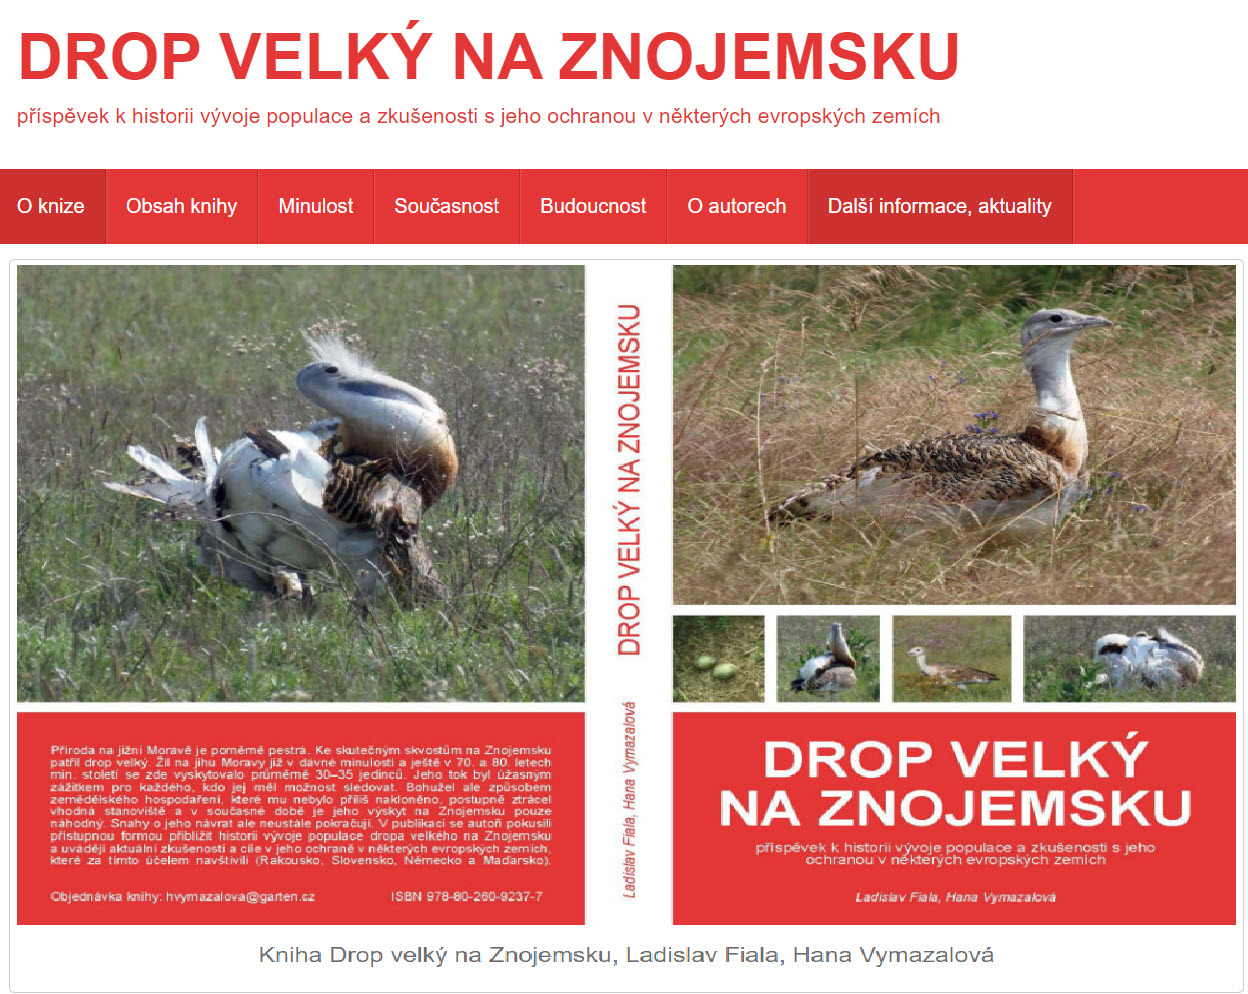 DROP VELKÝ NA ZNOJEMSKU
příspěvek k historii vývoje populace a zkušenosti s jeho ochranou v některých evropských zemích
O knize
Obsah knihy
Minulost
Současnost
Budoucnost
O autorech
Další informace, aktuality
Příroda na jižní Moravě je poměrně pestrá. Ke skutečným skvostům na Znojemsku
patřil drop velký. Žil na jihu Moravy již v dávné minulosti a ještě v 70. a 80. letech
min. století se zde vyskytovalo průměrně 30–35 jedinců. Jeho tok byl úžasným
zážitkem pro každého, kdo jej měl možnost sledovat. Bohužel ale způsobem
zemědělského hospodaření, které mu nebylo příliš nakloněno, postupně ztrácel
vhodná stanoviště a v současné době je jeho výskyt na Znojemsku pouze
náhodný. Snahy o jeho návrat ale neustále pokračují. V publikaci se autoři pokusili
přístupnou formou přiblížit historii vývoje populace dropa velkého na Znojemsku
a uvádějí aktuální zkušenosti a cíle v jeho ochraně v některých evropských zemích,
které za tímto účelem navštívili (Rakousko, Slovensko, Německo a Maďarsko).
Objednávka knihy: hvymazalova@garten.cz
ISBN 978-80-260-9237-7
DROP VELKÝ NA ZNOJEMSKU
Ladislav Fiala, Hana Vymazalová
DROP VELKÝ
NA ZNOJEMSKU
příspěvek k historii vývoje populace a zkušenosti s jeho
ochranou v některých evropských zemích
Ladislav Fiala, Hana Vymazalová
Kniha Drop velký na Znojemsku, Ladislav Fiala, Hana Vymazalová